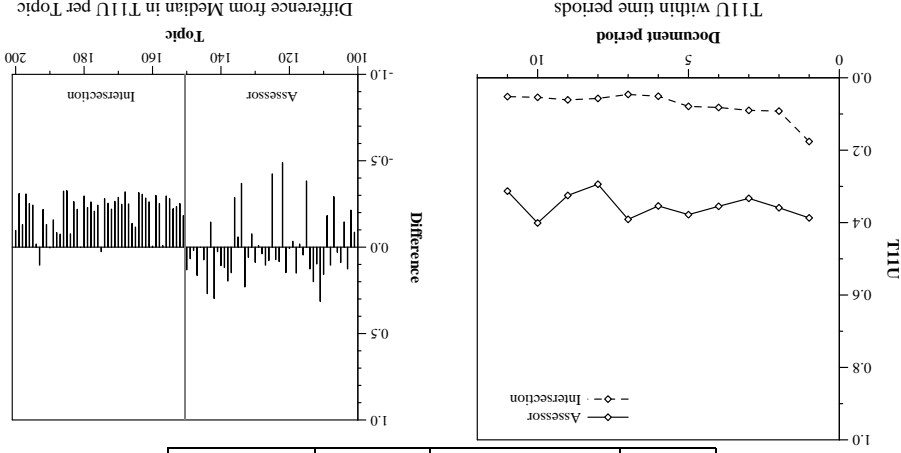 1.0
Assessor
Intersection
0.8
0.6
T11U
0.4
0.2
0.0
0 5 10
Document period
T11U within time periods
1.0
0.5
Difference
0.0
-0.5
Assessor Intersection
-1.0
100 120 140 160 180 200
Topic
Difference from Median in T11U per Topic